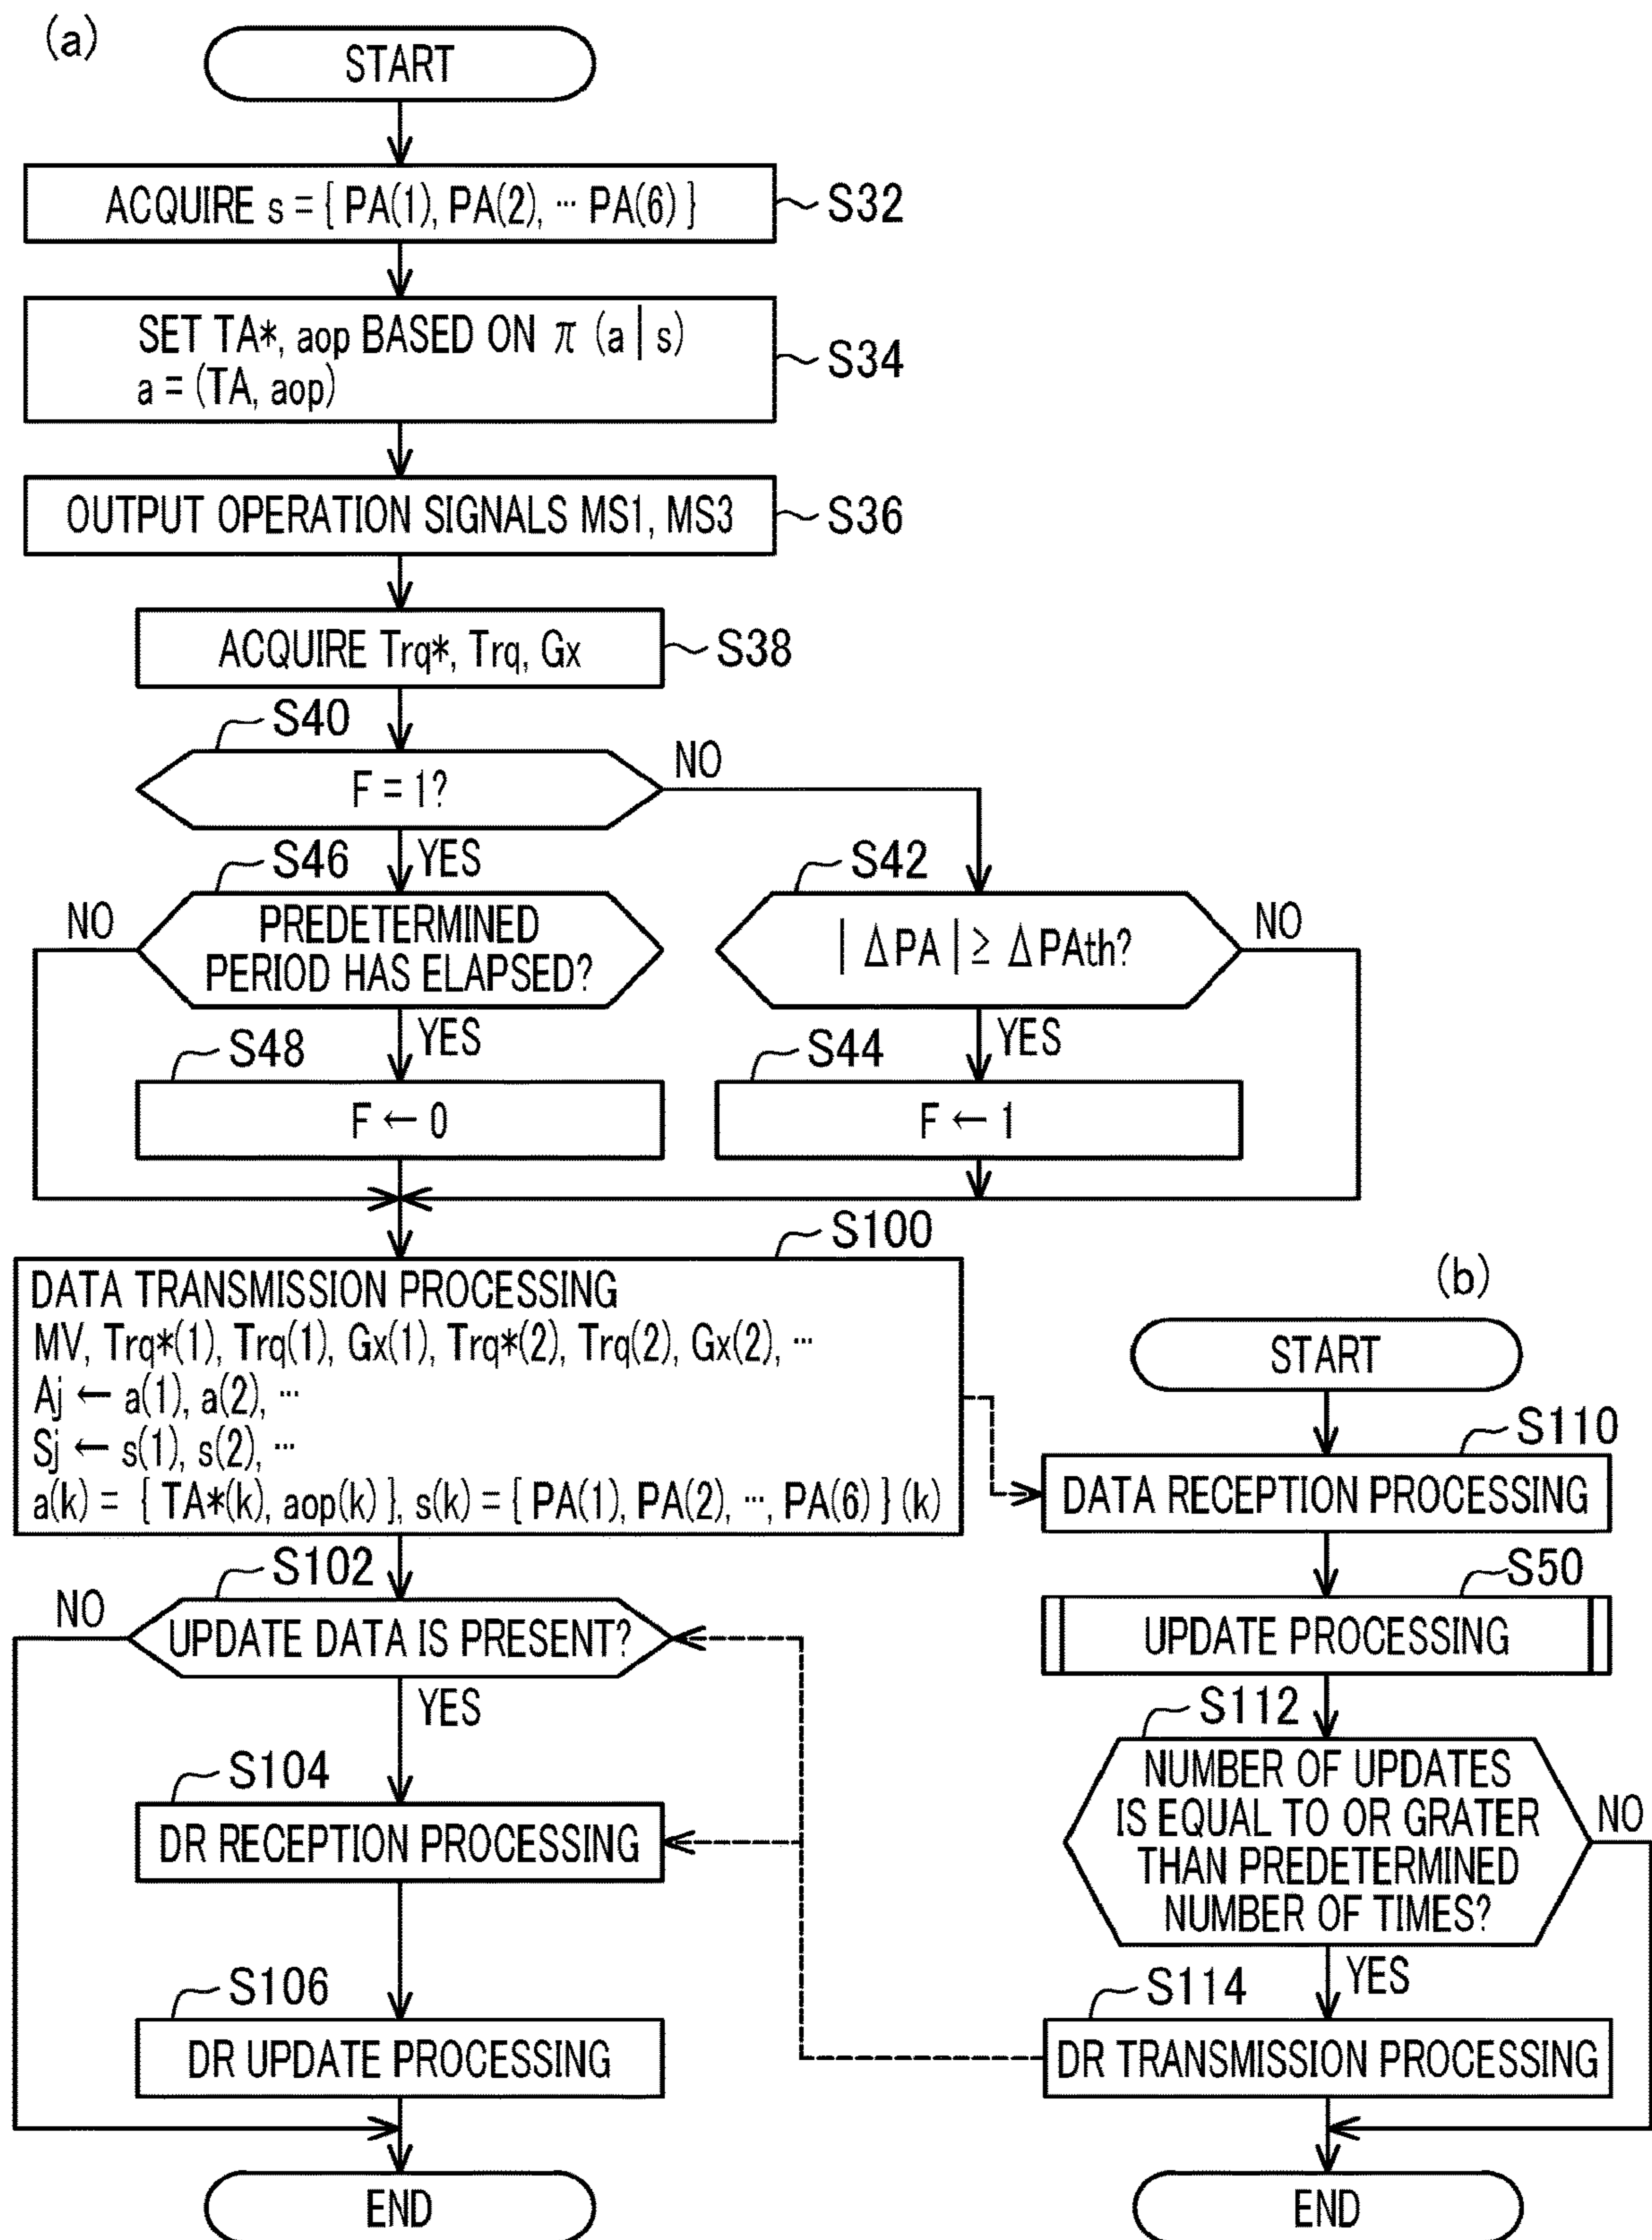 (a)
START
ACQUIRE s = { PA(1), PA(2), ··· PA(6) }
S32
SET TA*, aop BASED ON π (a | s)
a = (TA, aop)
S34
OUTPUT OPERATION SIGNALS MS1, MS3
S36
ACQUIRE Trq*, Trq, Gx
S38
S40
F = 1?
NO
YES
S46
PREDETERMINED
PERIOD HAS ELAPSED?
NO
YES
S42
| ΔPA | ≥ ΔPAth?
NO
YES
S48
F ← 0
S44
F ← 1
S100
DATA TRANSMISSION PROCESSING
MV, Trq*(1), Trq(1), Gx(1), Trq*(2), Trq(2), Gx(2), ···
Aj ← a(1), a(2), ···
Sj ← s(1), s(2), ···
a(k) = { TA*(k), aop(k) }, s(k) = { PA(1), PA(2), ···, PA(6) } (k)
S102
UPDATE DATA IS PRESENT?
NO
YES
S104
DR RECEPTION PROCESSING
S106
DR UPDATE PROCESSING
END
(b)
START
S110
DATA RECEPTION PROCESSING
S50
UPDATE PROCESSING
S112
NUMBER OF UPDATES
IS EQUAL TO OR GRATER
THAN PREDETERMINED
NUMBER OF TIMES?
NO
YES
S114
DR TRANSMISSION PROCESSING
END